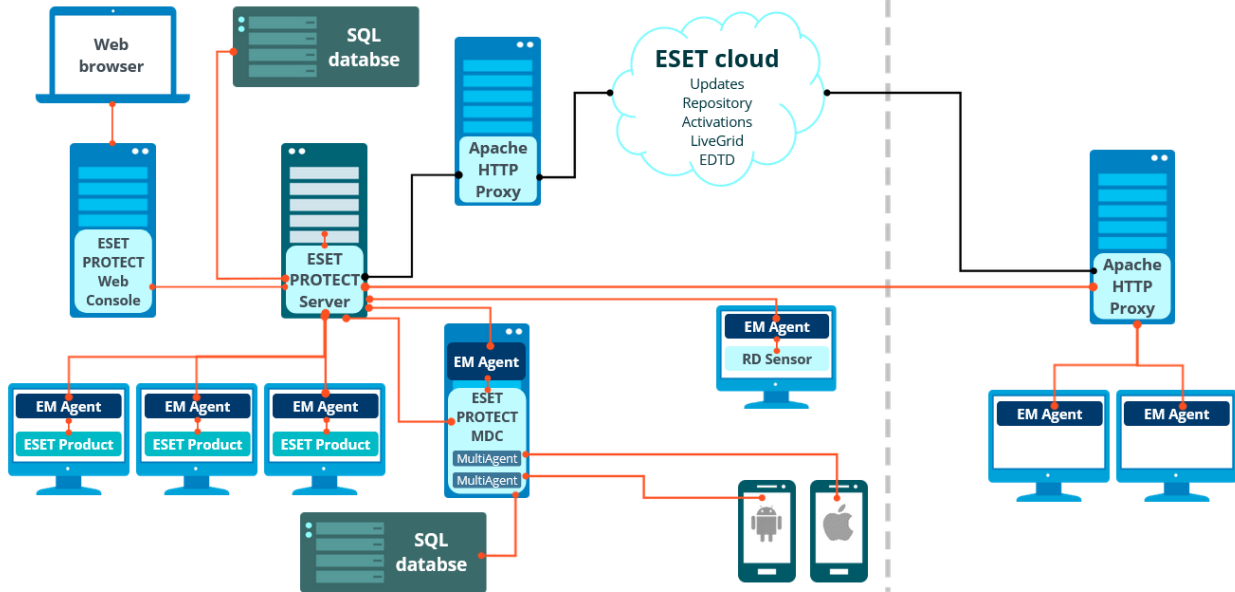 Web
browser
SQL
databse
ESET cloud
Updates
Repository
Activations
LiveGrid
EDTD
Apache
HTTP
Proxy
ESET
PROTECT
Web
Console
ESET
PROTECT
Server
Apache
HTTP
Proxy
EM Agent
RD Sensor
EM Agent
ESET
PROTECT
MDC
MultiAgent
MultiAgent
EM Agent
ESET Product
EM Agent
ESET Product
EM Agent
ESET Product
EM Agent
EM Agent
SQL
databse